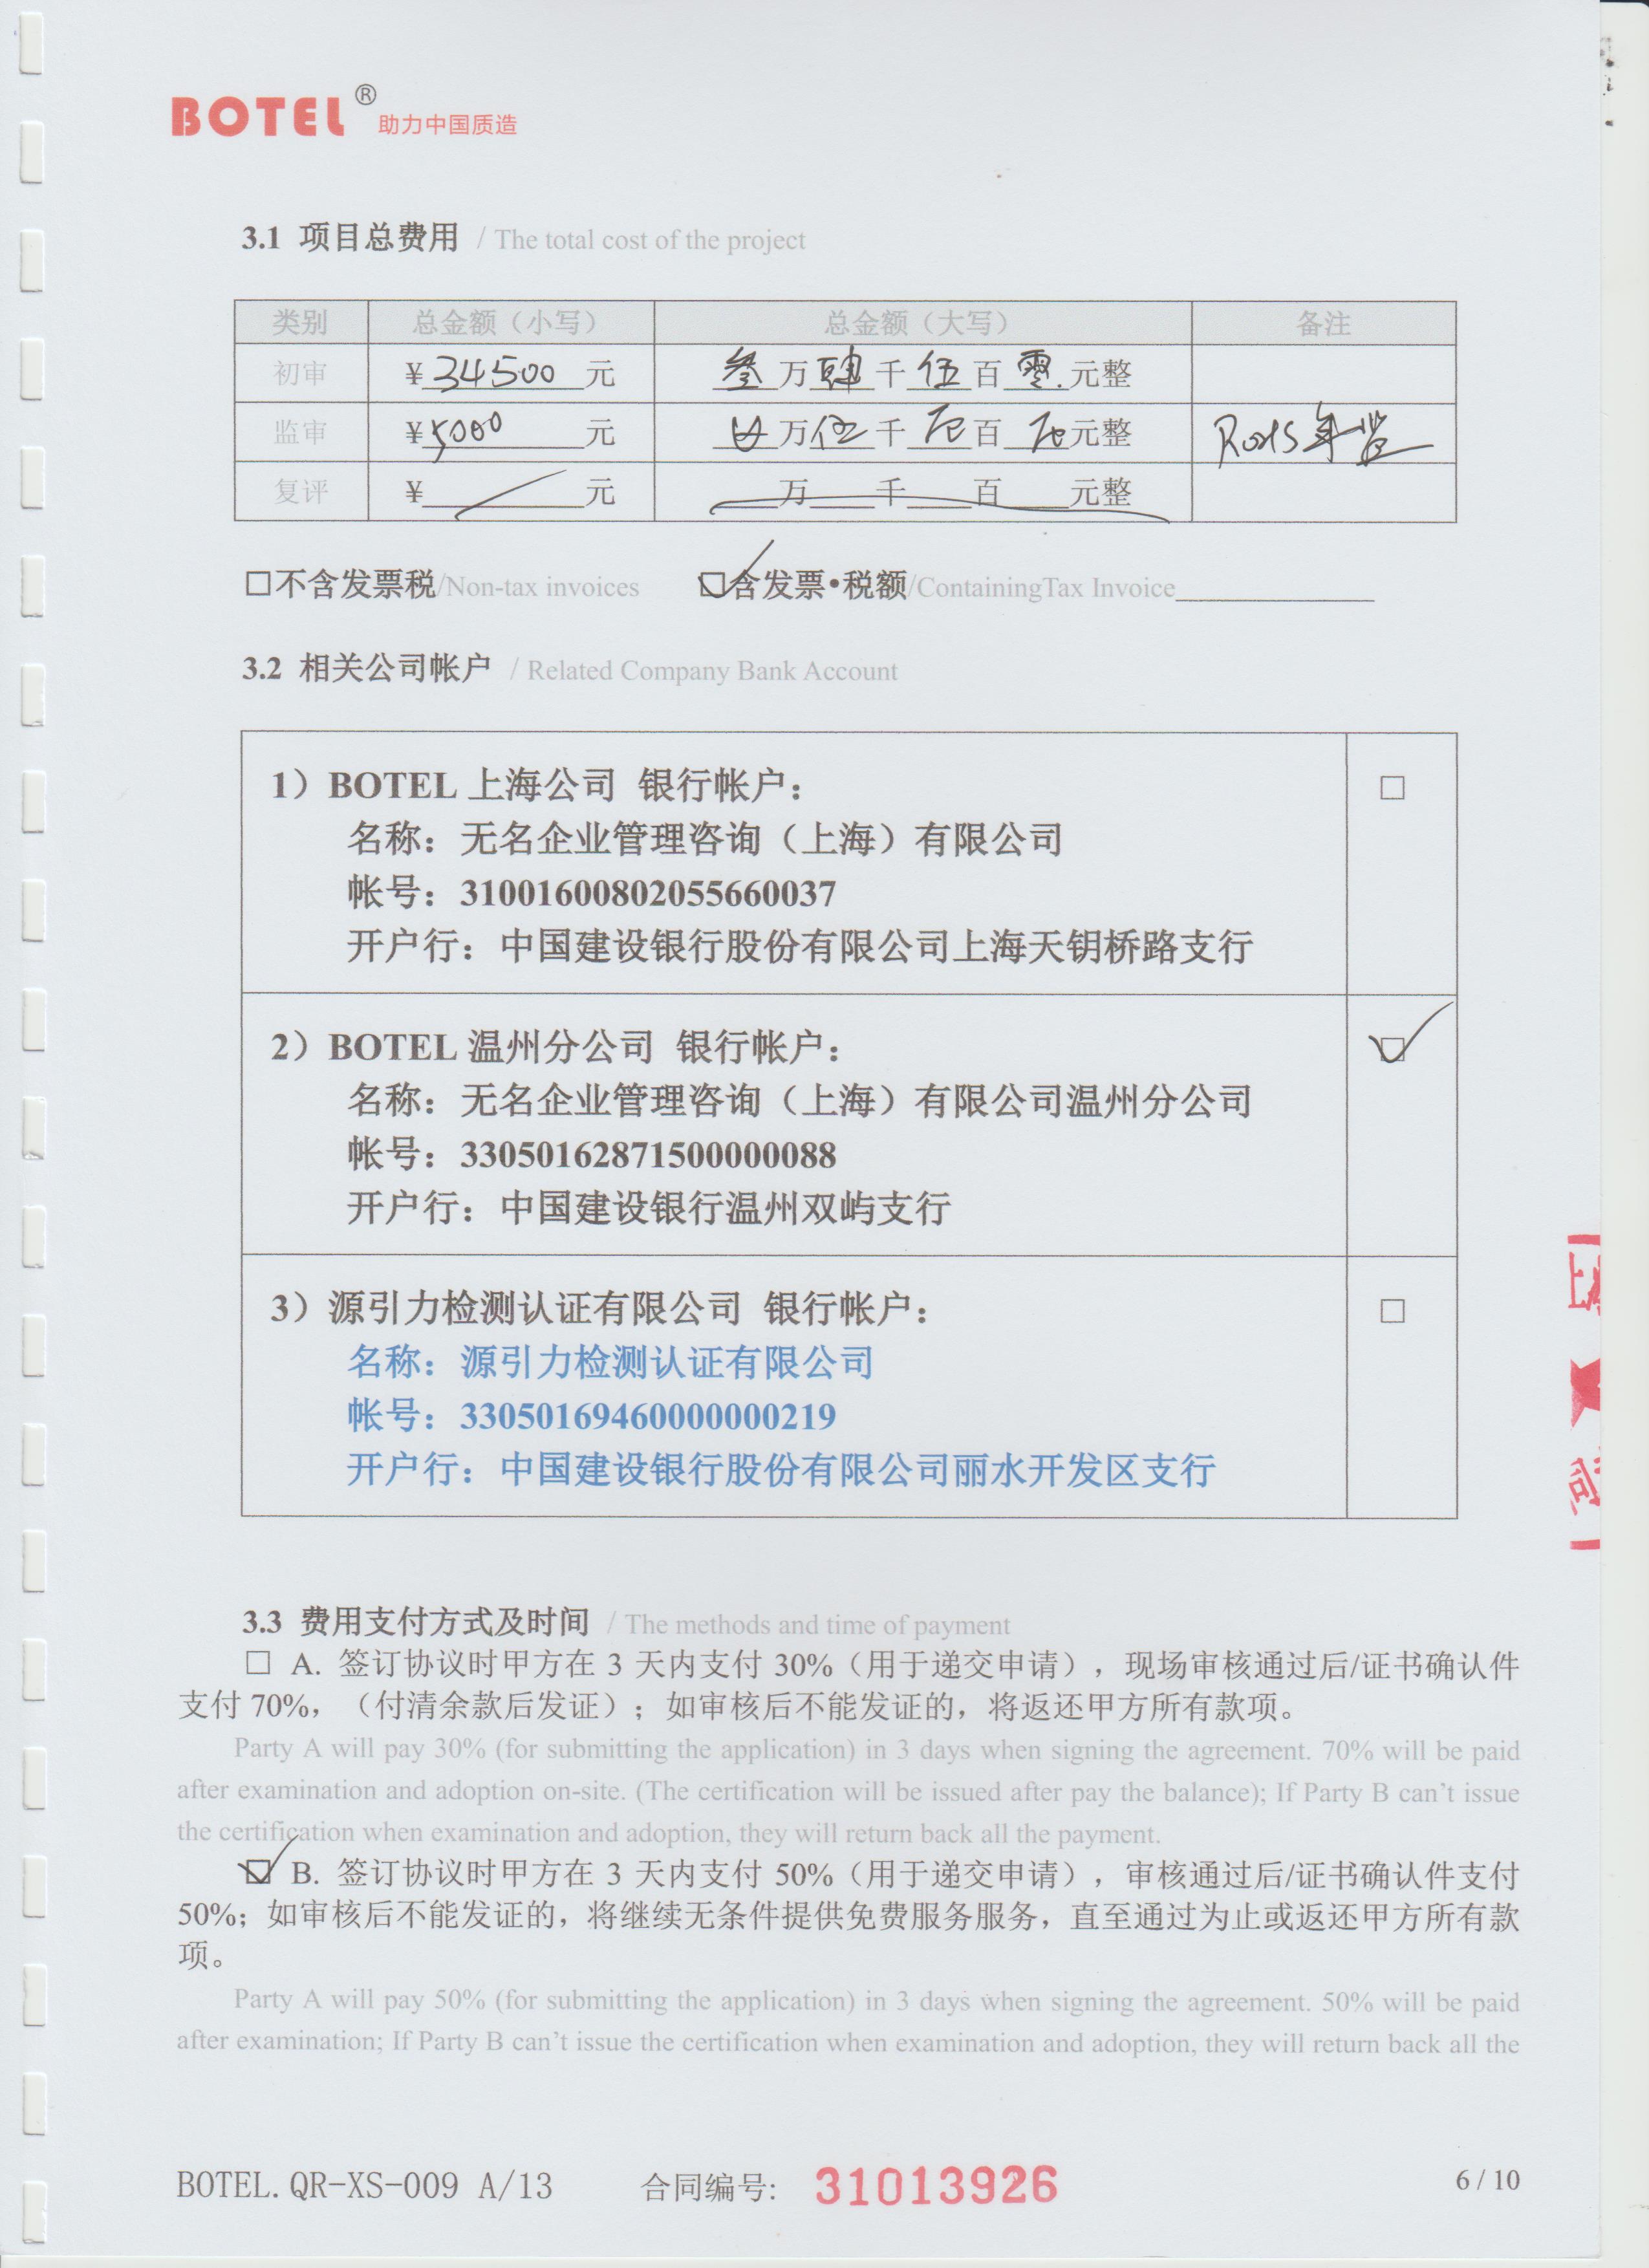 BOTEL® 助力中国质造
3.1 项目总费用 / The total cost of the project
类别 总金额（小写） 总金额（大写） 备注
初审 ¥34500元 叁万肆千伍百零元整
监审 ¥5000元 万伍千百元整 RoHS年监
复评 ¥元 万千百元整
□不含发票税/Non-tax invoices ☑含发票•税额/ContainingTax Invoice
3.2 相关公司帐户 / Related Company Bank Account
1）BOTEL 上海公司 银行帐户： □
名称：无名企业管理咨询（上海）有限公司
帐号：31001600802055660037
开户行：中国建设银行股份有限公司上海天钥桥路支行
2）BOTEL 温州分公司 银行帐户： ☑
名称：无名企业管理咨询（上海）有限公司温州分公司
帐号：33050162871500000088
开户行：中国建设银行温州双屿支行
3）源引力检测认证有限公司 银行帐户： □
名称：源引力检测认证有限公司
帐号：33050169460000000219
开户行：中国建设银行股份有限公司丽水开发区支行
3.3 费用支付方式及时间 / The methods and time of payment
□ A. 签订协议时甲方在 3 天内支付 30%（用于递交申请），现场审核通过后/证书确认件
支付 70%，（付清余款后发证）；如审核后不能发证的，将返还甲方所有款项。
Party A will pay 30% (for submitting the application) in 3 days when signing the agreement. 70% will be paid
after examination and adoption on-site. (The certification will be issued after pay the balance); If Party B can’t issue
the certification when examination and adoption, they will return back all the payment.
☑ B. 签订协议时甲方在 3 天内支付 50%（用于递交申请），审核通过后/证书确认件支付
50%；如审核后不能发证的，将继续无条件提供免费服务服务，直至通过为止或返还甲方所有款
项。
Party A will pay 50% (for submitting the application) in 3 days when signing the agreement. 50% will be paid
after examination; If Party B can’t issue the certification when examination and adoption, they will return back all the
BOTEL.QR-XS-009 A/13 合同编号: 31013926 6 / 10